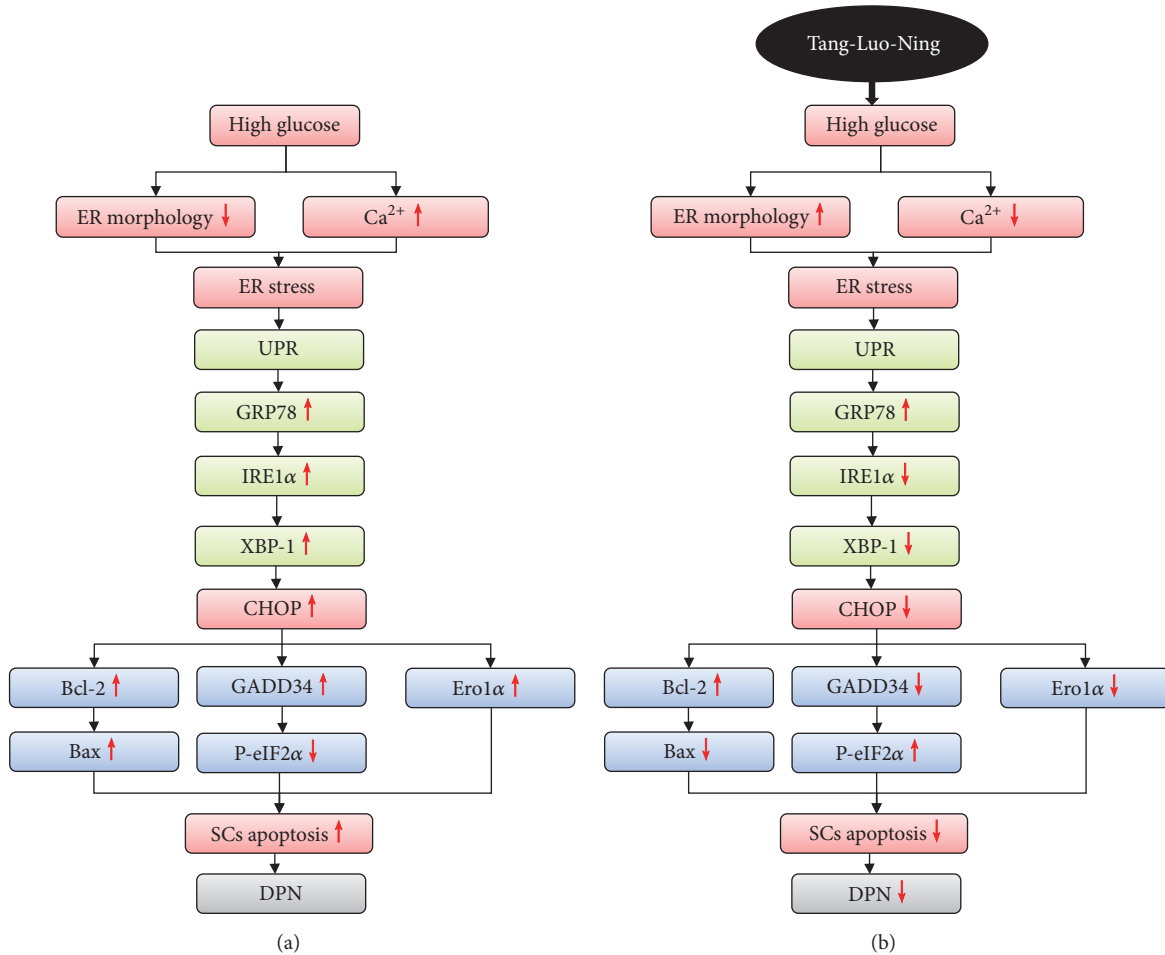 High glucose
ER morphology ↓
Ca²⁺ ↑
ER stress
UPR
GRP78 ↑
IRE1α ↑
XBP-1 ↑
CHOP ↑
Bcl-2 ↑
GADD34 ↑
Ero1α ↑
Bax ↑
P-eIF2α ↓
SCs apoptosis ↑
DPN
(a)
Tang-Luo-Ning
High glucose
ER morphology ↑
Ca²⁺ ↓
ER stress
UPR
GRP78 ↑
IRE1α ↓
XBP-1 ↓
CHOP ↓
Bcl-2 ↑
GADD34 ↓
Ero1α ↓
Bax ↓
P-eIF2α ↑
SCs apoptosis ↓
DPN ↓
(b)